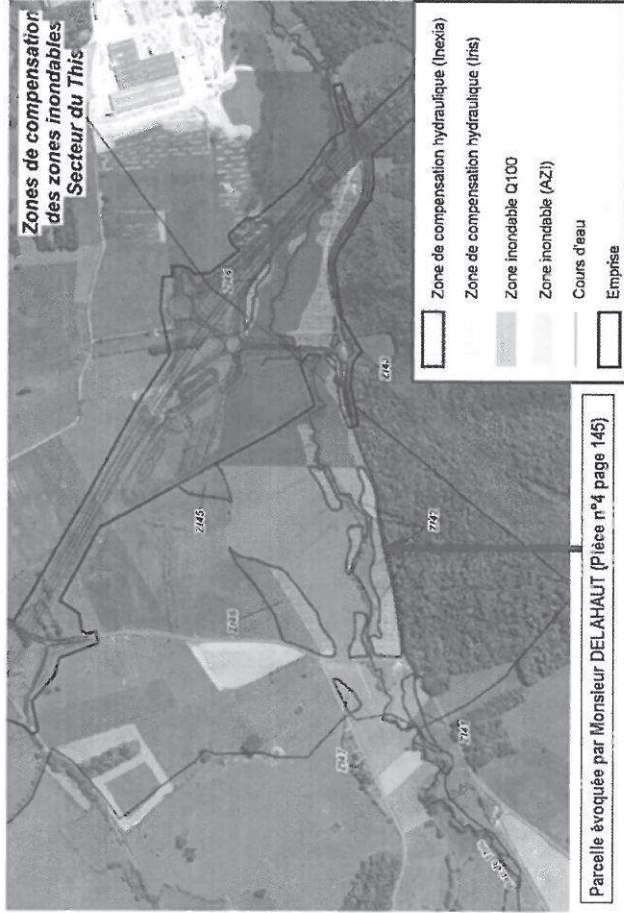 Zones de compensation
des zones inondables
Secteur du This
Zone de compensation hydraulique (Inexia)
Zone de compensation hydraulique (Iris)
Zone inondable Q100
Zone inondable (AZI)
Cours d'eau
Emprise
Parcelle évoquée par Monsieur DELAHAUT (Pièce n°4 page 145)